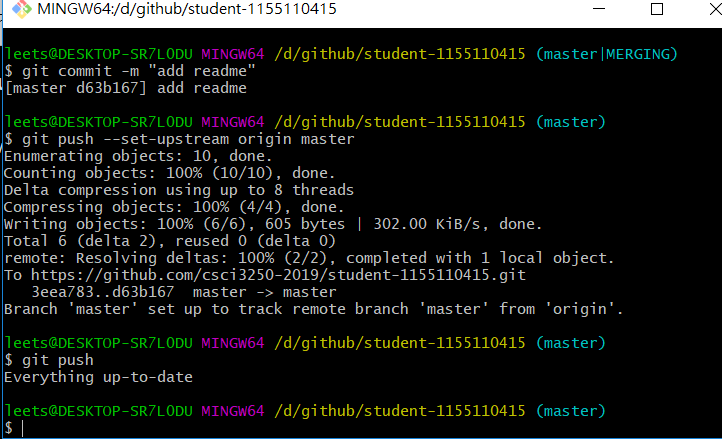 MINGW64:/d/github/student-1155110415
leets@DESKTOP-SR7L0DU MINGW64 /d/github/student-1155110415 (master|MERGING)
$ git commit -m "add readme"
[master d63b167] add readme
leets@DESKTOP-SR7L0DU MINGW64 /d/github/student-1155110415 (master)
$ git push --set-upstream origin master
Enumerating objects: 10, done.
Counting objects: 100% (10/10), done.
Delta compression using up to 8 threads
Compressing objects: 100% (4/4), done.
Writing objects: 100% (6/6), 605 bytes | 302.00 KiB/s, done.
Total 6 (delta 2), reused 0 (delta 0)
remote: Resolving deltas: 100% (2/2), completed with 1 local object.
To https://github.com/csci3250-2019/student-1155110415.git
   3eea783..d63b167  master -> master
Branch 'master' set up to track remote branch 'master' from 'origin'.
leets@DESKTOP-SR7L0DU MINGW64 /d/github/student-1155110415 (master)
$ git push
Everything up-to-date
leets@DESKTOP-SR7L0DU MINGW64 /d/github/student-1155110415 (master)
$